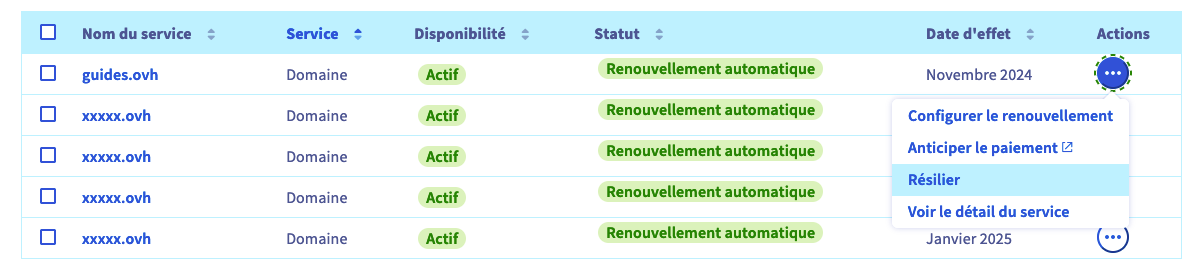 Nom du service Service Disponibilité Statut Date d'effet Actions
guides.ovh Domaine Actif Renouvellement automatique Novembre 2024
xxxxx.ovh Domaine Actif Renouvellement automatique
Configurer le renouvellement
Anticiper le paiement
xxxxx.ovh Domaine Actif Renouvellement automatique
Résilier
xxxxx.ovh Domaine Actif Renouvellement automatique
Voir le détail du service
xxxxx.ovh Domaine Actif Renouvellement automatique Janvier 2025